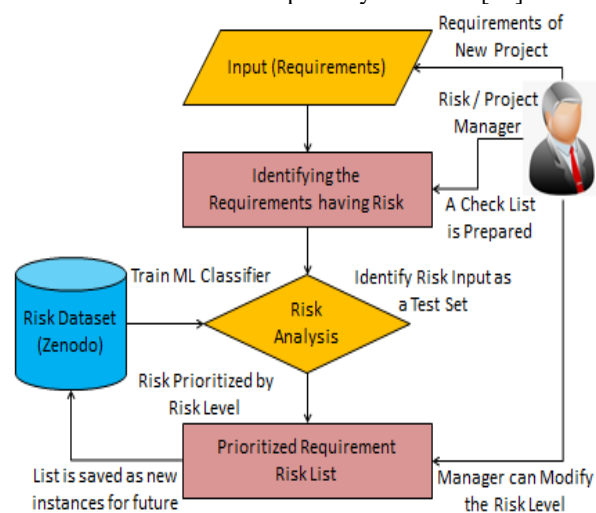 Requirements of
New Project
Input (Requirements)
Risk / Project
Manager
Identifying the
Requirements having Risk
A Check List
is Prepared
Train ML Classifier
Identify Risk Input as
a Test Set
Risk Dataset
(Zenodo)
Risk
Analysis
Risk Prioritized by
Risk Level
Prioritized Requirement
Risk List
List is saved as new
instances for future
Manager can Modify
the Risk Level